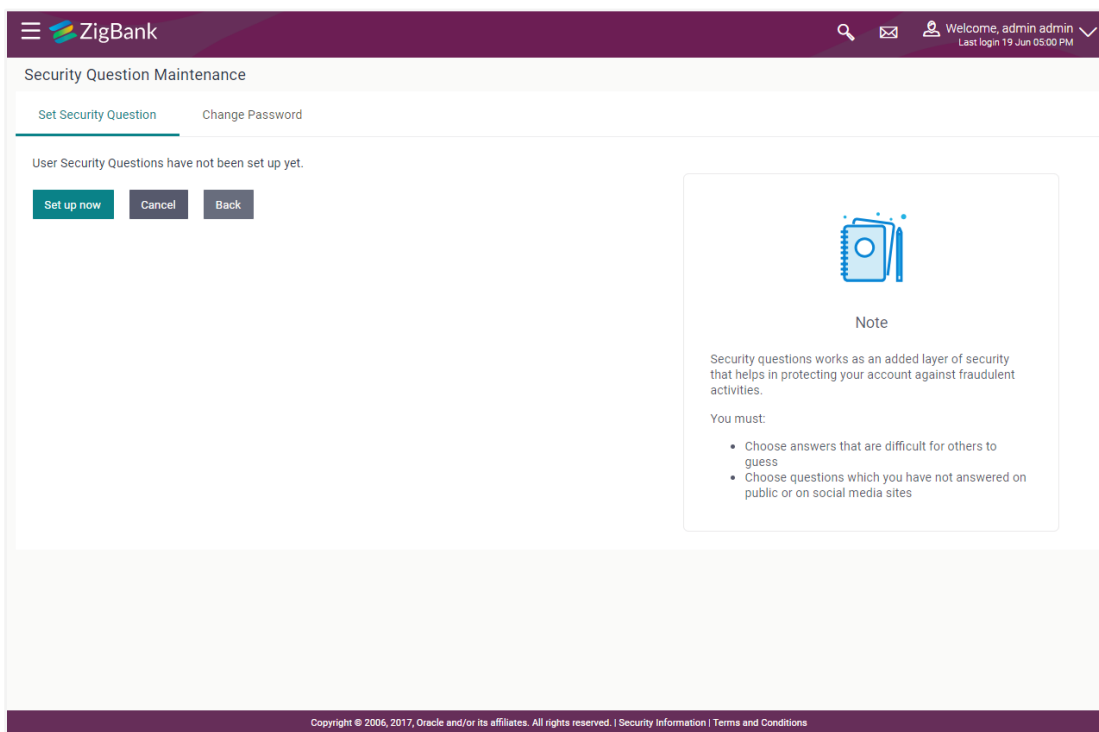 ZigBank
Welcome, admin admin
Last login 19 Jun 05:00 PM
Security Question Maintenance
Set Security Question
Change Password
User Security Questions have not been set up yet.
Set up now
Cancel
Back
Note
Security questions works as an added layer of security
that helps in protecting your account against fraudulent
activities.
You must:
• Choose answers that are difficult for others to
guess
• Choose questions which you have not answered on
public or on social media sites
Copyright © 2006, 2017, Oracle and/or its affiliates. All rights reserved. | Security Information | Terms and Conditions